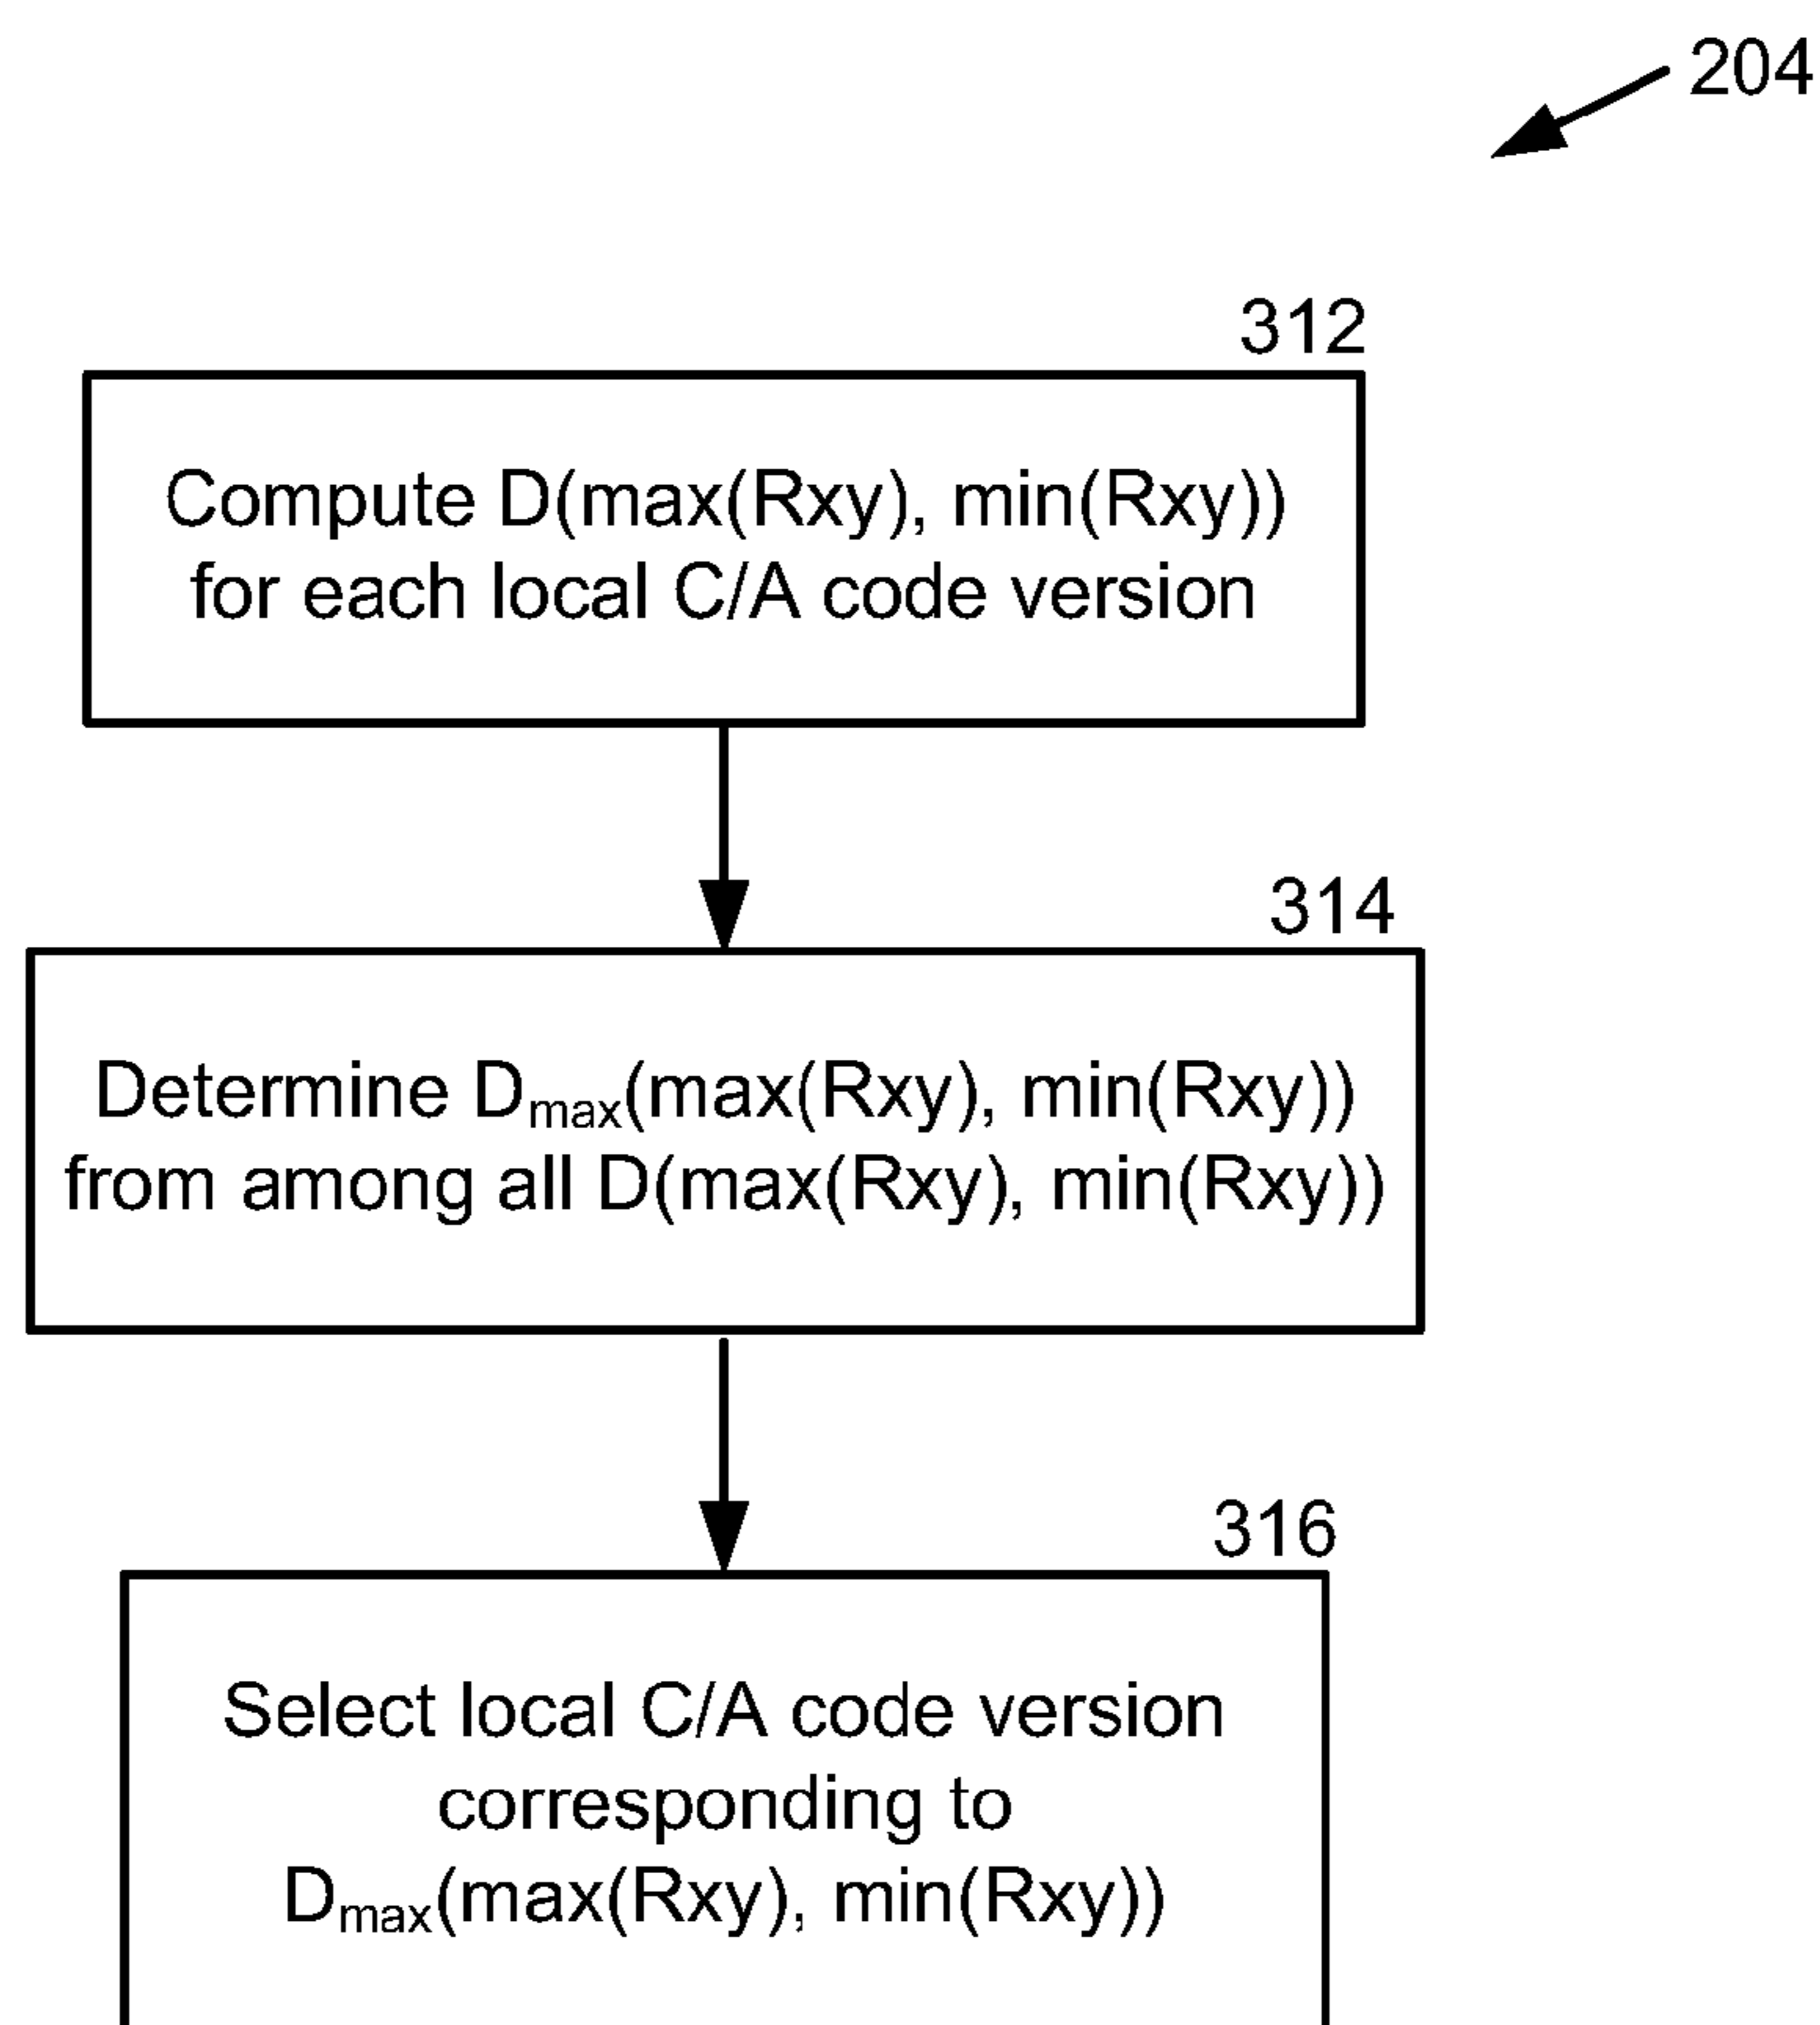 204
312
Compute D(max(Rxy), min(Rxy))
for each local C/A code version
314
Determine Dmax(max(Rxy), min(Rxy))
from among all D(max(Rxy), min(Rxy))
316
Select local C/A code version
corresponding to
Dmax(max(Rxy), min(Rxy))